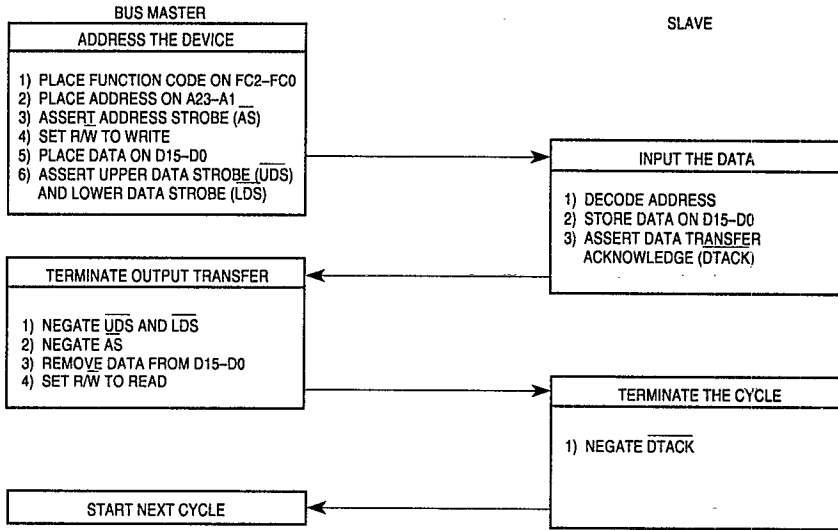 BUS MASTER
SLAVE
ADDRESS THE DEVICE
1) PLACE FUNCTION CODE ON FC2–FC0
2) PLACE ADDRESS ON A23–A1
3) ASSERT ADDRESS STROBE (AS)
4) SET R/W TO WRITE
5) PLACE DATA ON D15–D0
6) ASSERT UPPER DATA STROBE (UDS)
AND LOWER DATA STROBE (LDS)
INPUT THE DATA
1) DECODE ADDRESS
2) STORE DATA ON D15–D0
3) ASSERT DATA TRANSFER
ACKNOWLEDGE (DTACK)
TERMINATE OUTPUT TRANSFER
1) NEGATE UDS AND LDS
2) NEGATE AS
3) REMOVE DATA FROM D15–D0
4) SET R/W TO READ
TERMINATE THE CYCLE
1) NEGATE DTACK
START NEXT CYCLE